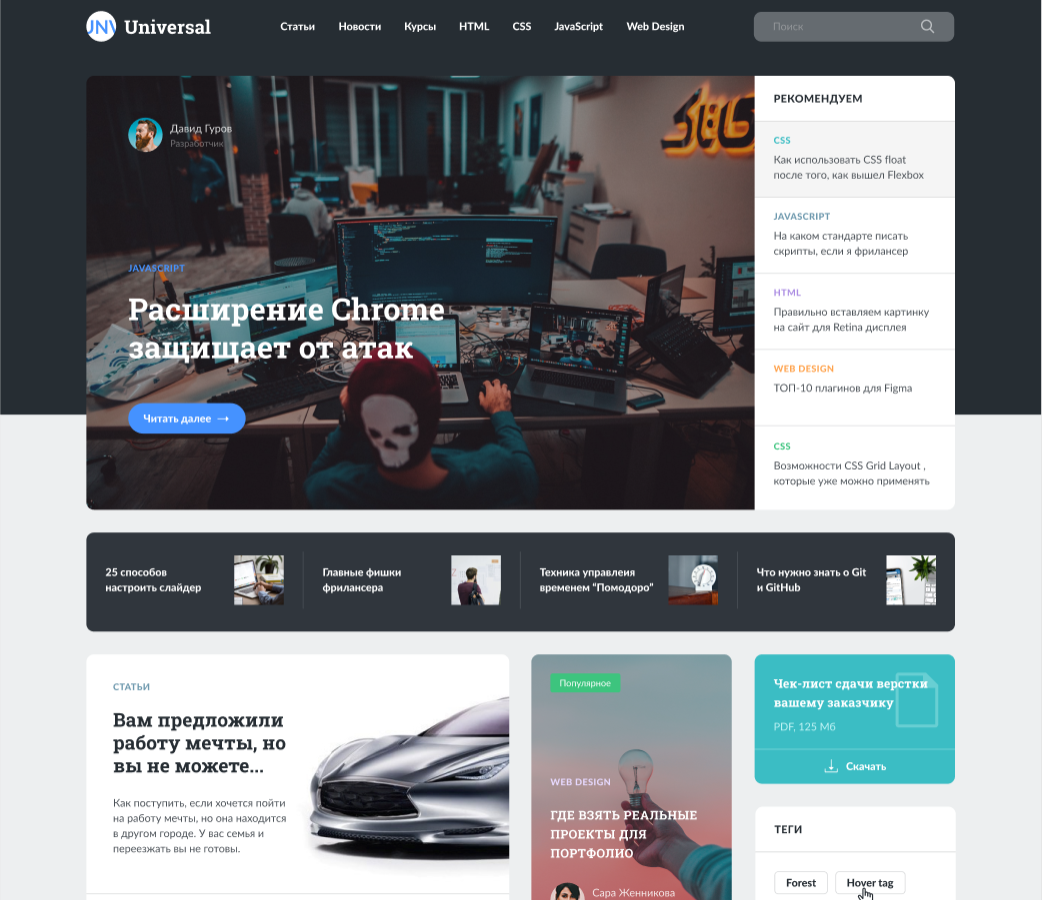 UNI Universal
Статьи
Новости
Курсы
HTML
CSS
JavaScript
Web Design
Поиск
Давид Гуров
Разработчик
JAVASCRIPT
Расширение Chrome
защищает от атак
Читать далее →
РЕКОМЕНДУЕМ
CSS
Как использовать CSS float
после того, как вышел Flexbox
JAVASCRIPT
На каком стандарте писать
скрипты, если я фрилансер
HTML
Правильно вставляем картинку
на сайт для Retina дисплея
WEB DESIGN
ТОП-10 плагинов для Figma
CSS
Возможности CSS Grid Layout ,
которые уже можно применять
25 способов
настроить слайдер
Главные фишки
фрилансера
Техника управлеия
временем “Помодоро”
Что нужно знать о Git
и GitHub
СТАТЬИ
Вам предложили
работу мечты, но
вы не можете...
Как поступить, если хочется пойти
на работу мечты, но она находится
в другом городе. У вас семья и
переезжать вы не готовы.
Популярное
WEB DESIGN
ГДЕ ВЗЯТЬ РЕАЛЬНЫЕ
ПРОЕКТЫ ДЛЯ
ПОРТФОЛИО
Сара Женникова
Чек-лист сдачи верстки
вашему заказчику
PDF, 125 Мб
Скачать
ТЕГИ
Forest
Hover tag